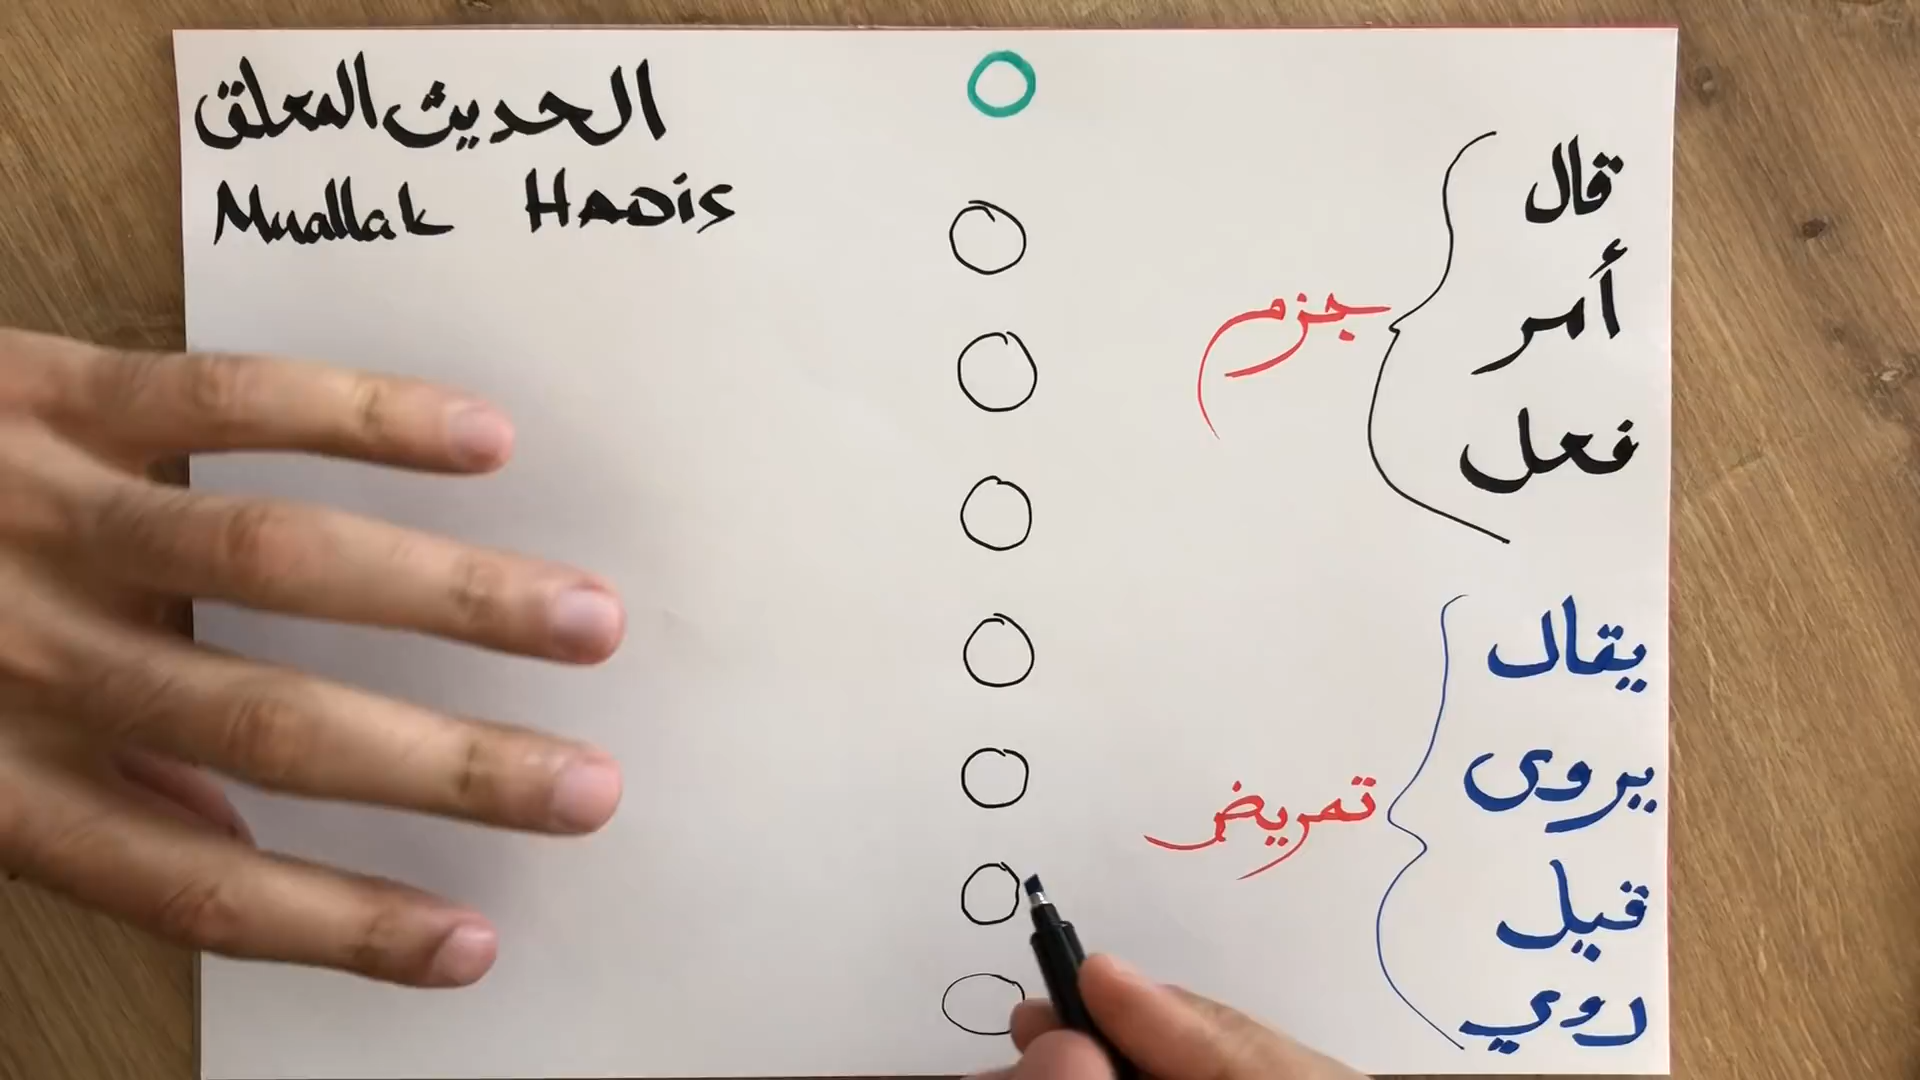 الحديث المعلق
Muallak HADiS
قال
أمر
فعل
جزم
يقال
يروى
قيل
روي
تمريض